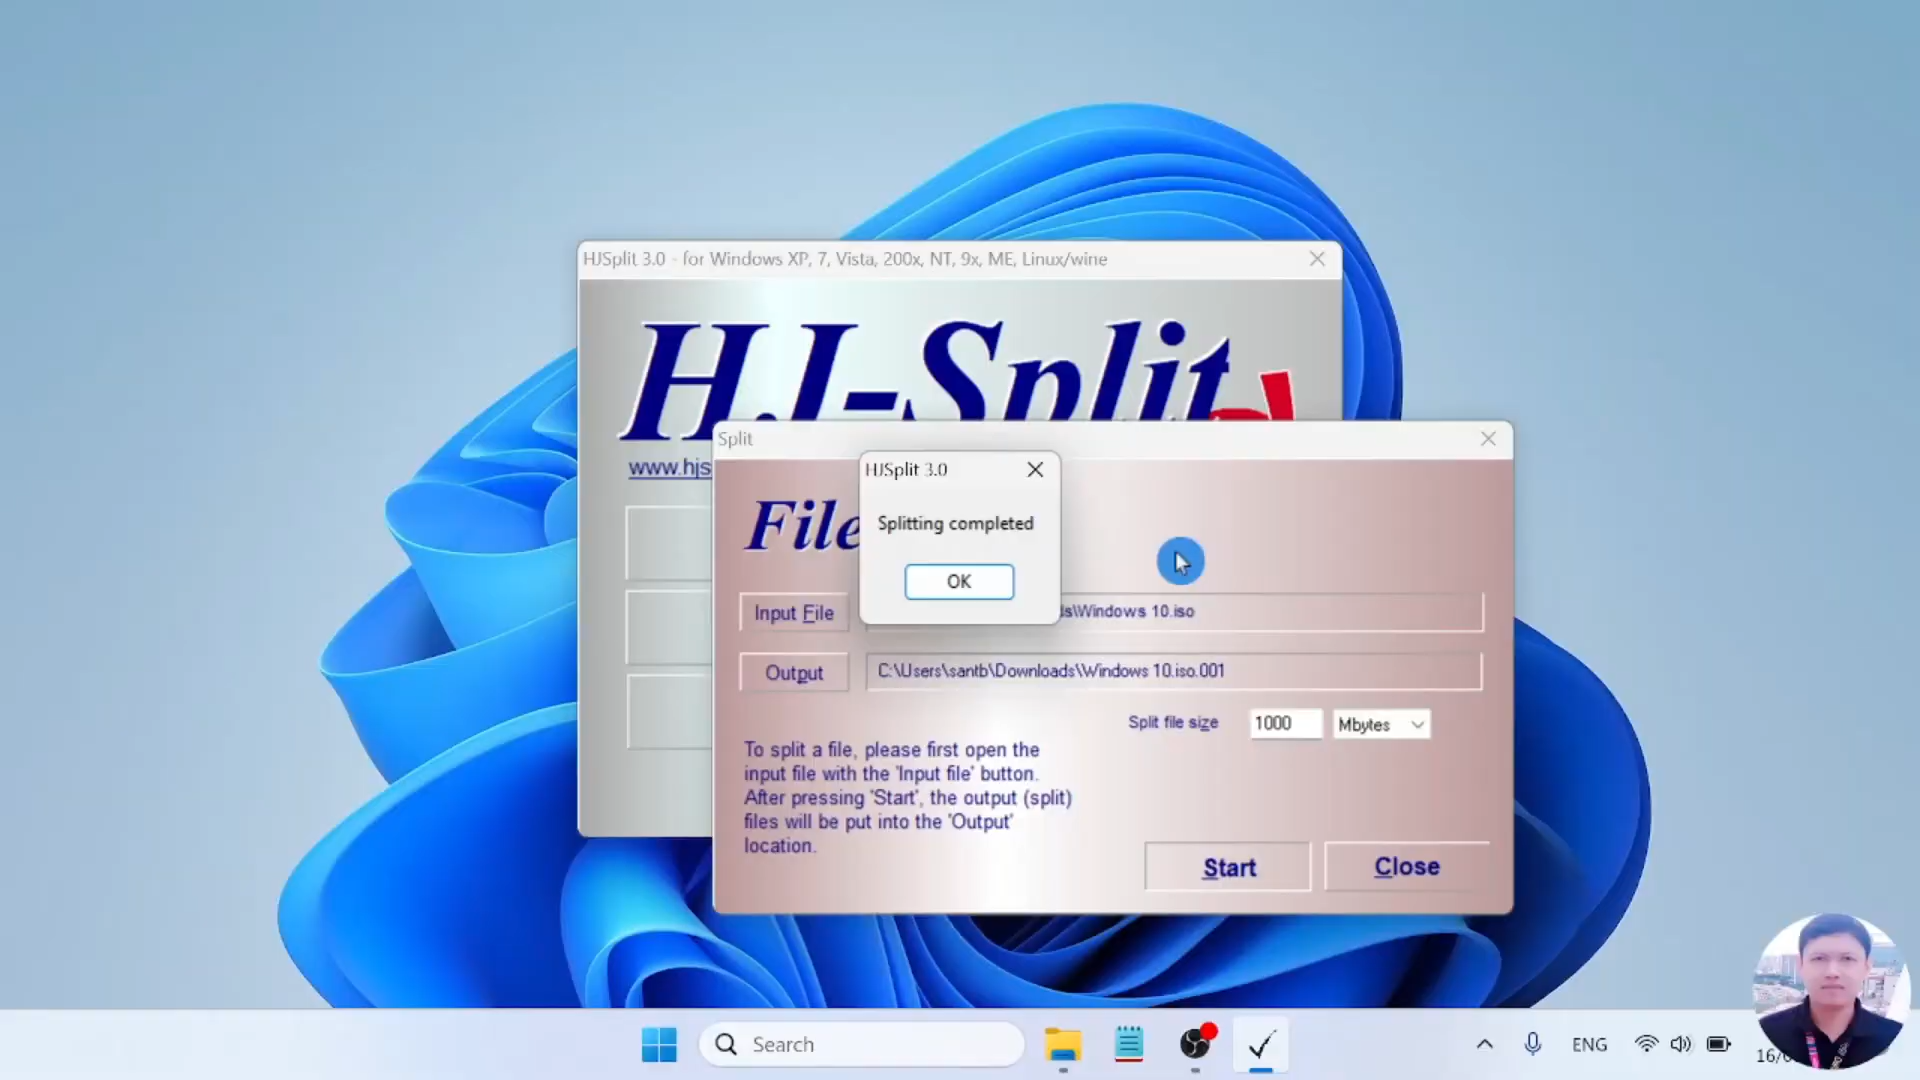 HJSplit 3.0 - for Windows XP, 7, Vista, 200x, NT, 9x, ME, Linux/wine
HJ-Split
www.hjs
Split
HJSplit 3.0
Splitting completed
OK
File
Input File
\Windows 10.iso
Output
C:\Users\santb\Downloads\Windows 10.iso.001
Split file size
1000
Mbytes
To split a file, please first open the
input file with the 'Input file' button.
After pressing 'Start', the output (split)
files will be put into the 'Output'
location.
Start
Close
Search
ENG
16/